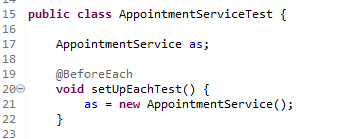 15 public class AppointmentServiceTest {
16
17     AppointmentService as;
18
19     @BeforeEach
20     void setUpEachTest() {
21         as = new AppointmentService();
22     }
23